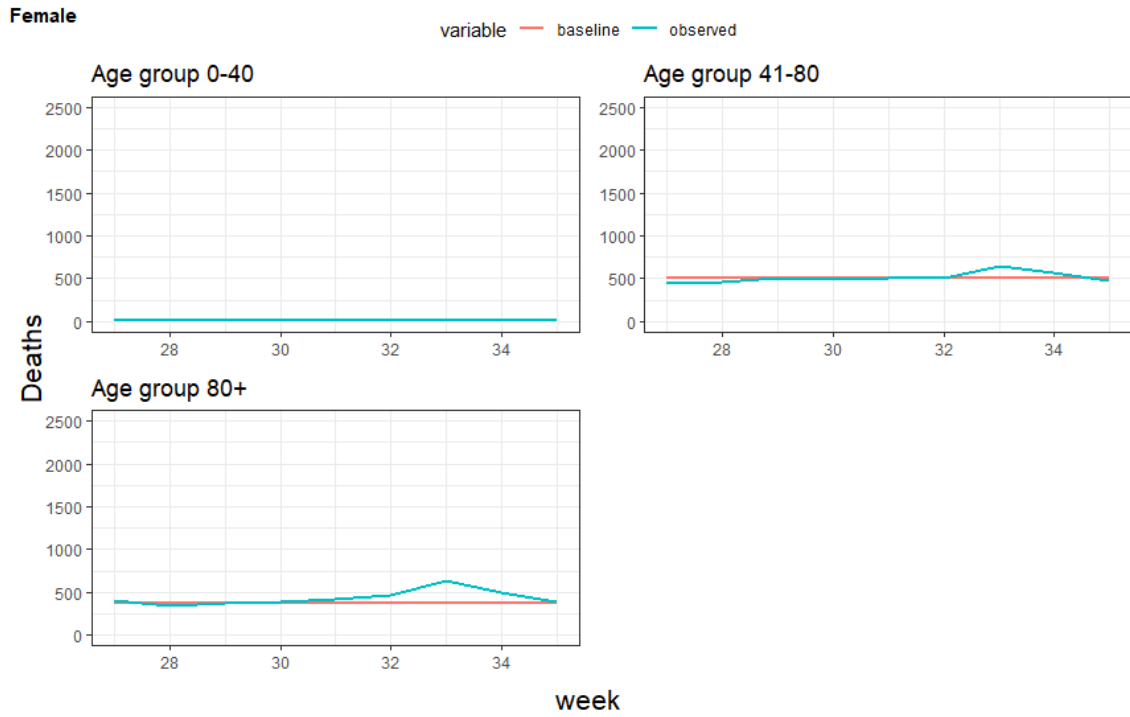 Female
variable baseline observed
Age group 0-40
2500
2000
1500
1000
500
0
28 30 32 34
Age group 41-80
2500
2000
1500
1000
500
0
28 30 32 34
Deaths
Age group 80+
2500
2000
1500
1000
500
0
28 30 32 34
week